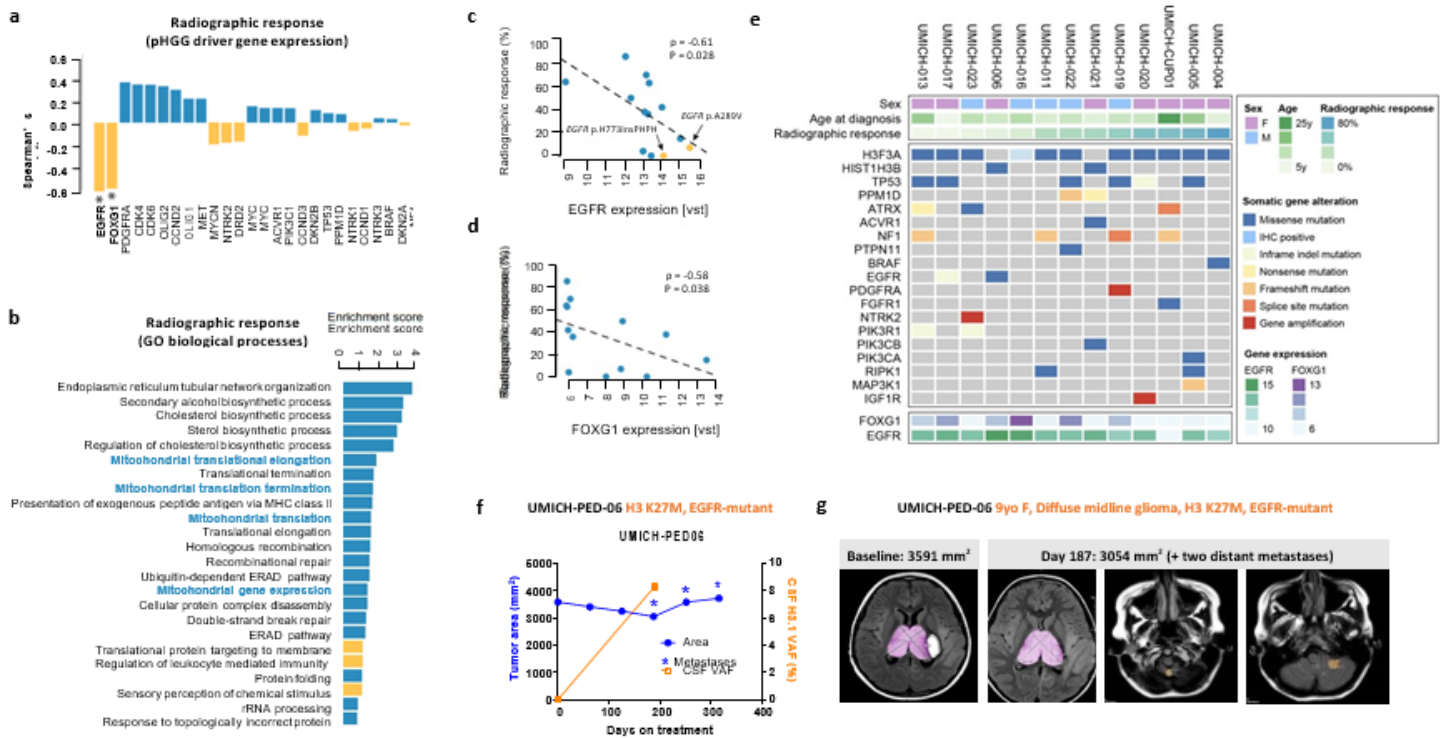 a
Radiographic response
(pHGG driver gene expression)
0.6
0.4
0.2
0.0
-0.2
-0.4
-0.6
Spearman's
EGFR *
FOXG1 *
PDGFRA
CDK4
CDK6
OLIG2
CCND2
OLIG1
MET
MYCN
NTRK2
DRD2
MYC
MYC
ACVR1
PIK3C1
CCND3
DKN2B
TP53
PPM1D
NTRK1
CCND1
NTRK3
BRAF
DKN2A
b
Radiographic response
(GO biological processes)
Enrichment score
Enrichment score
0 1 2 3 4
Endoplasmic reticulum tubular network organization
Secondary alcohol biosynthetic process
Cholesterol biosynthetic process
Sterol biosynthetic process
Regulation of cholesterol biosynthetic process
Mitochondrial translational elongation
Translational termination
Mitochondrial translation termination
Presentation of exogenous peptide antigen via MHC class II
Mitochondrial translation
Translational elongation
Homologous recombination
Recombinational repair
Ubiquitin-dependent ERAD pathway
Mitochondrial gene expression
Cellular protein complex disassembly
Double-strand break repair
ERAD pathway
Translational protein targeting to membrane
Regulation of leukocyte mediated immunity
Protein folding
Sensory perception of chemical stimulus
rRNA processing
Response to topologically incorrect protein
c
Radiographic response (%)
100
80
60
40
20
0
ρ = -0.61
P = 0.028
EGFR p.A289V
EGFR p.H773insPHPH
9 10 11 12 13 14 15 16
EGFR expression [vst]
d
Radiographic response (%)
100
80
60
40
20
0
ρ = -0.58
P = 0.038
6 7 8 9 10 11 12 13 14
FOXG1 expression [vst]
e
UMICH-013
UMICH-017
UMICH-023
UMICH-006
UMICH-016
UMICH-011
UMICH-022
UMICH-021
UMICH-019
UMICH-020
UMICH-CUP01
UMICH-005
UMICH-004
Sex
Age at diagnosis
Radiographic response
H3F3A
HIST1H3B
TP53
PPM1D
ATRX
ACVR1
NF1
PTPN11
BRAF
EGFR
PDGFRA
FGFR1
NTRK2
PIK3R1
PIK3CB
PIK3CA
RIPK1
MAP3K1
IGF1R
FOXG1
EGFR
Sex Age Radiographic response
F 25y 80%
M
5y 0%
Somatic gene alteration
Missense mutation
IHC positive
Inframe indel mutation
Nonsense mutation
Frameshift mutation
Splice site mutation
Gene amplification
Gene expression
EGFR FOXG1
15 13
10 6
f
UMICH-PED-06 H3 K27M, EGFR-mutant
UMICH-PED06
Tumor area (mm²)
6000
5000
4000
3000
2000
1000
0
10
8
6
4
2
0
CSF H3.1 VAF (%)
Area
* Metastases
CSF VAF
0 100 200 300 400
Days on treatment
g
UMICH-PED-06 9yo F, Diffuse midline glioma, H3 K27M, EGFR-mutant
Baseline: 3591 mm²
Day 187: 3054 mm² (+ two distant metastases)